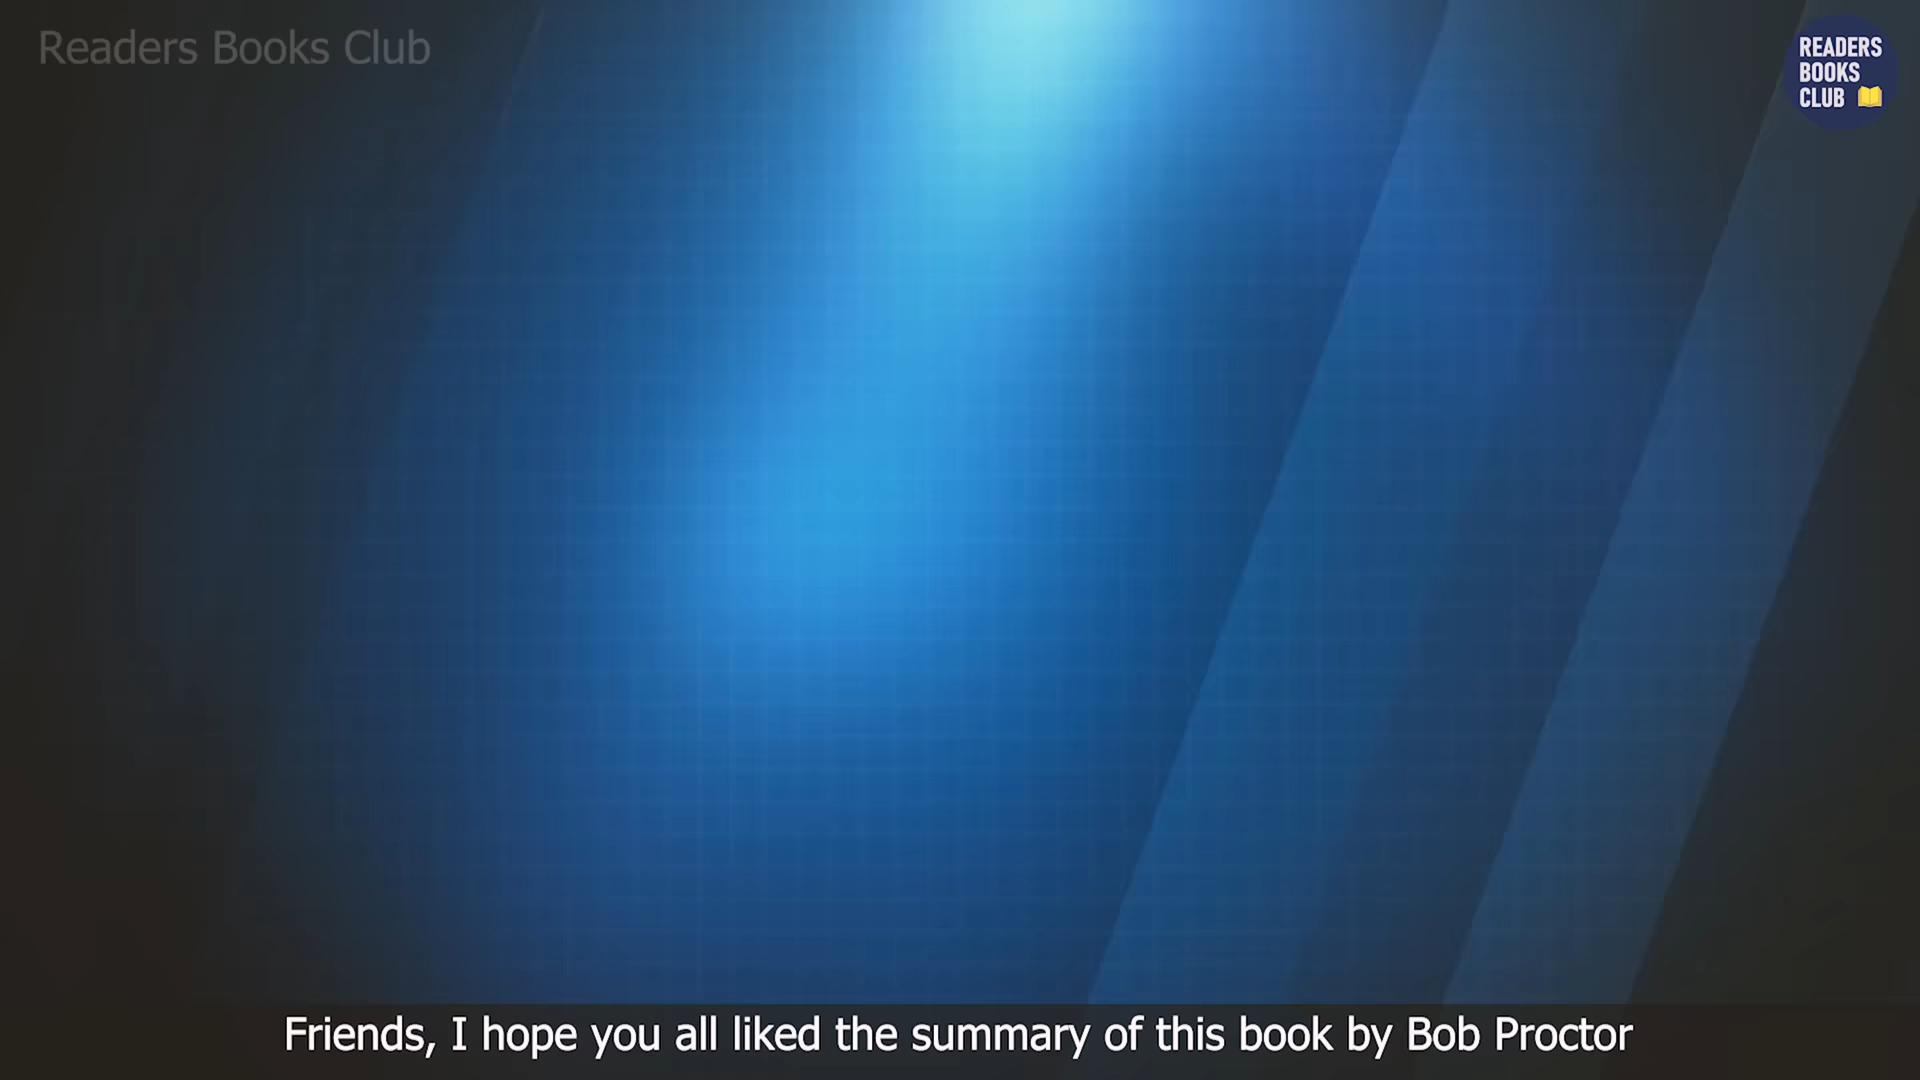 Readers Books Club
READERS
BOOKS
CLUB
Friends, I hope you all liked the summary of this book by Bob Proctor